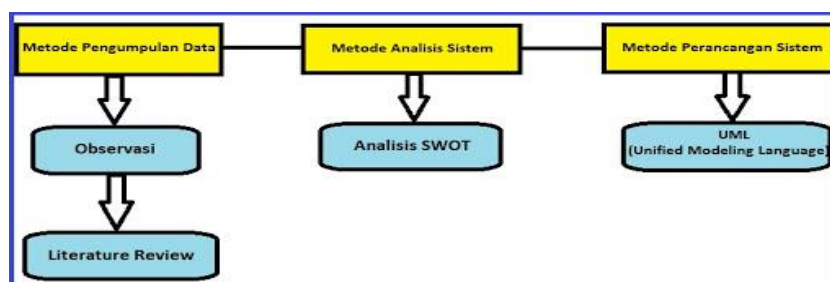 Metode Pengumpulan Data
Metode Analisis Sistem
Metode Perancangan Sistem
Observasi
Analisis SWOT
UML
(Unified Modeling Language)
Literature Review